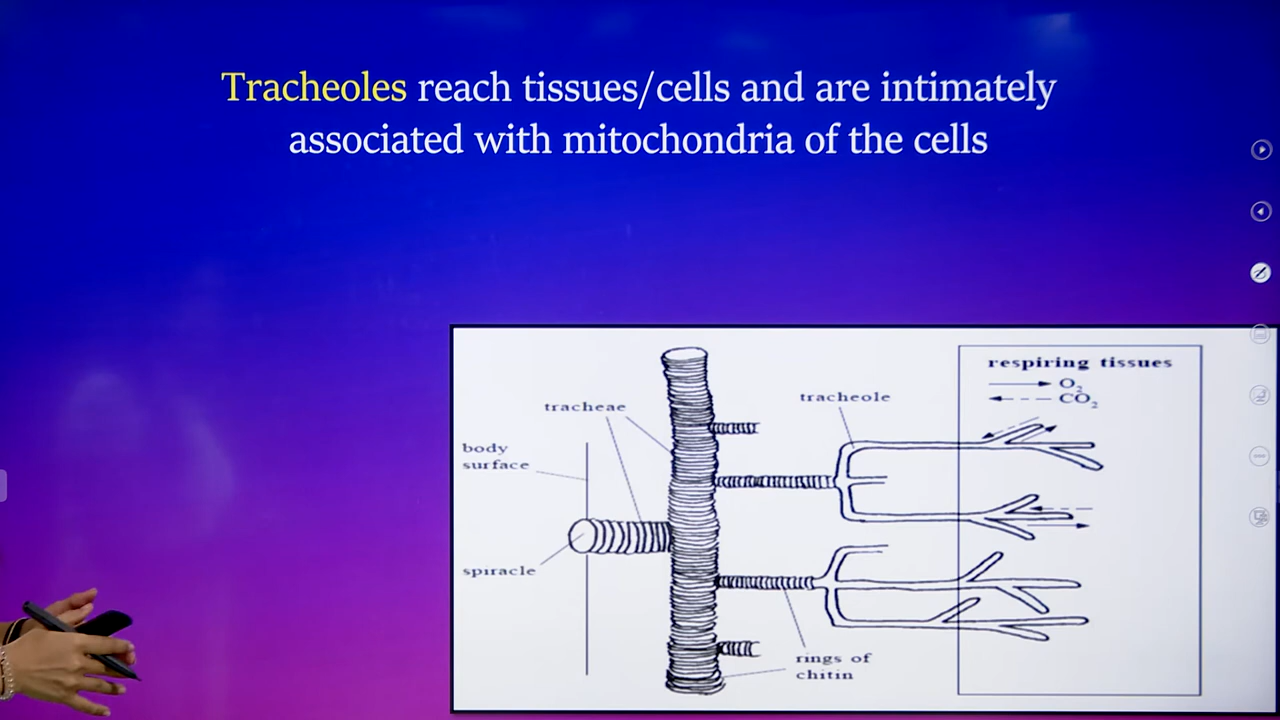 Tracheoles reach tissues/cells and are intimately
associated with mitochondria of the cells
respiring tissues
O₂
CO₂
tracheole
tracheae
body
surface
spiracle
rings of
chitin